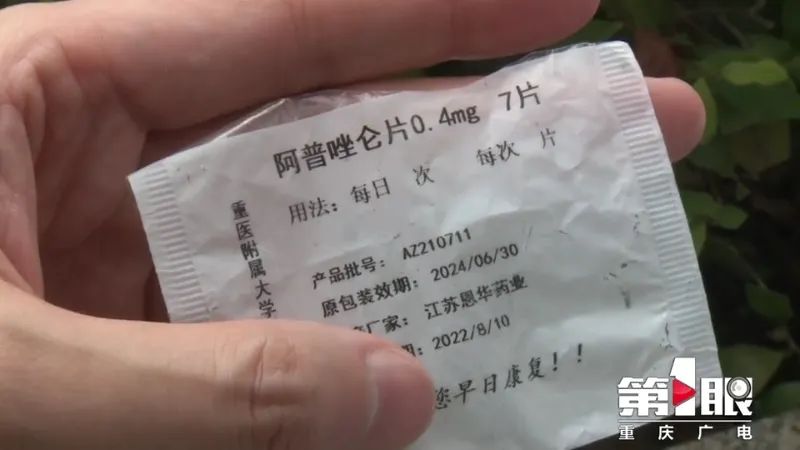 阿普唑仑片0.4mg 7片
用法：每日 次 每次 片
重医附属大学
产品批号： AZ210711
原包装效期： 2024/06/30
厂家： 江苏恩华药业
期： 2022/8/10
您早日康复！！
第1眼
重庆广电